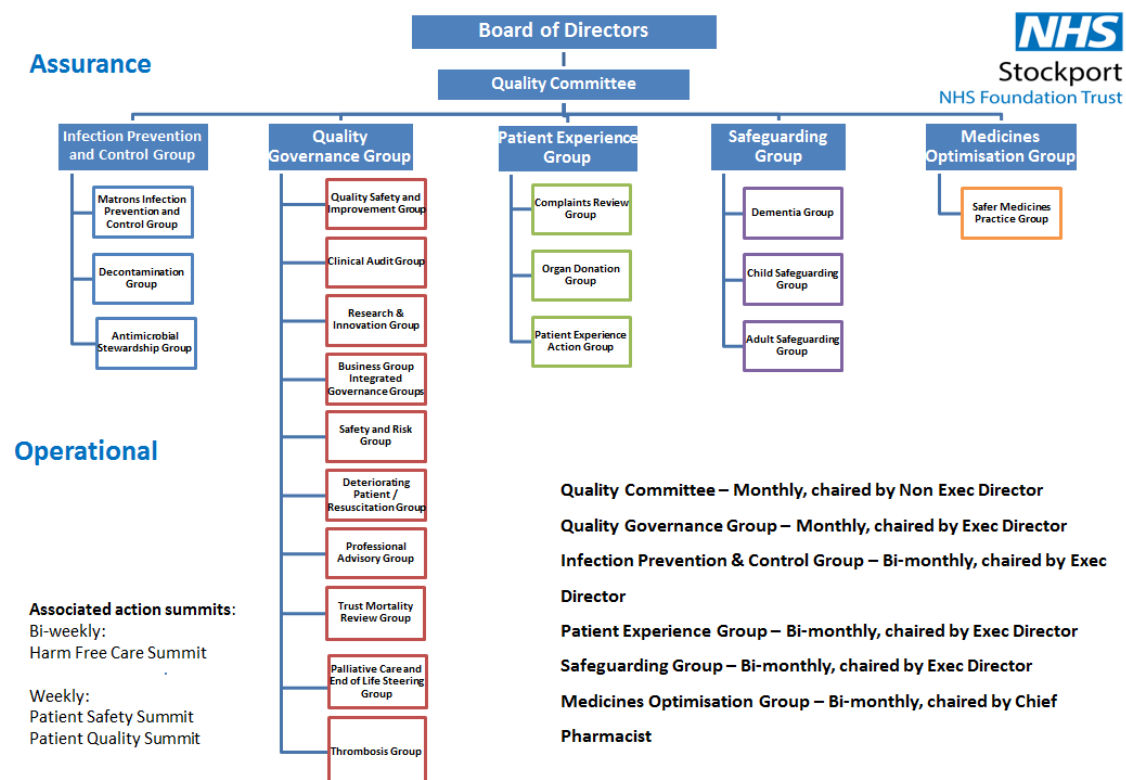 Board of Directors
Assurance
NHS
Stockport
NHS Foundation Trust
Quality Committee
Infection Prevention
and Control Group
Quality
Governance Group
Patient Experience
Group
Safeguarding
Group
Medicines
Optimisation Group
Matrons Infection
Prevention and
Control Group
Decontamination
Group
Antimicrobial
Stewardship Group
Quality Safety and
Improvement Group
Clinical Audit Group
Research &
Innovation Group
Business Group
Integrated
Governance Groups
Safety and Risk
Group
Deteriorating
Patient /
Resuscitation Group
Professional
Advisory Group
Trust Mortality
Review Group
Palliative Care and
End of Life Steering
Group
Thrombosis Group
Complaints Review
Group
Organ Donation
Group
Patient Experience
Action Group
Dementia Group
Child Safeguarding
Group
Adult Safeguarding
Group
Safer Medicines
Practice Group
Operational
Associated action summits:
Bi-weekly:
Harm Free Care Summit
.
Weekly:
Patient Safety Summit
Patient Quality Summit
Quality Committee – Monthly, chaired by Non Exec Director
Quality Governance Group – Monthly, chaired by Exec Director
Infection Prevention & Control Group – Bi-monthly, chaired by Exec
Director
Patient Experience Group – Bi-monthly, chaired by Exec Director
Safeguarding Group – Bi-monthly, chaired by Exec Director
Medicines Optimisation Group – Bi-monthly, chaired by Chief
Pharmacist